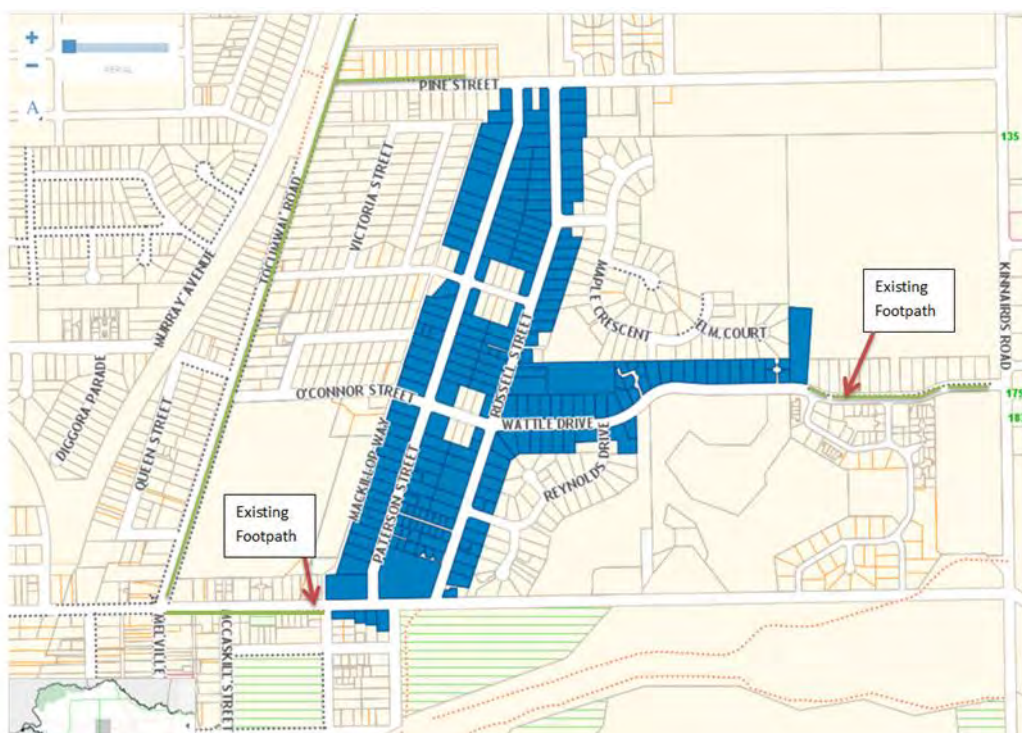 +
−
AERIAL
A
PINE STREET
135
VICTORIA STREET
TOCUMWAL ROAD
MURRAY AVENUE
KINNAIRDS ROAD
MAPLE CRESCENT
Existing
Footpath
ELM COURT
RUSSELL STREET
DIGGORA PARADE
O'CONNOR STREET
QUEEN STREET
WATTLE DRIVE
MACKILLOP WAY
REYNOLDS DRIVE
PATERSON STREET
Existing
Footpath
MELVILLE
MCCASKILL STREET